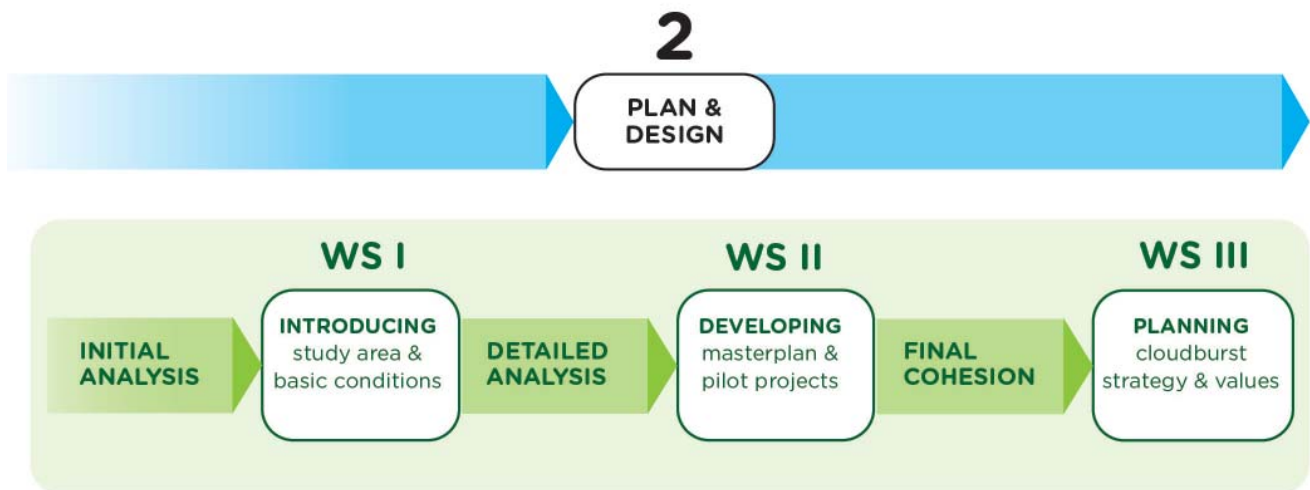 2
PLAN &
DESIGN
WS I
WS II
WS III
INITIAL
ANALYSIS
INTRODUCING
study area &
basic conditions
DETAILED
ANALYSIS
DEVELOPING
masterplan &
pilot projects
FINAL
COHESION
PLANNING
cloudburst
strategy & values